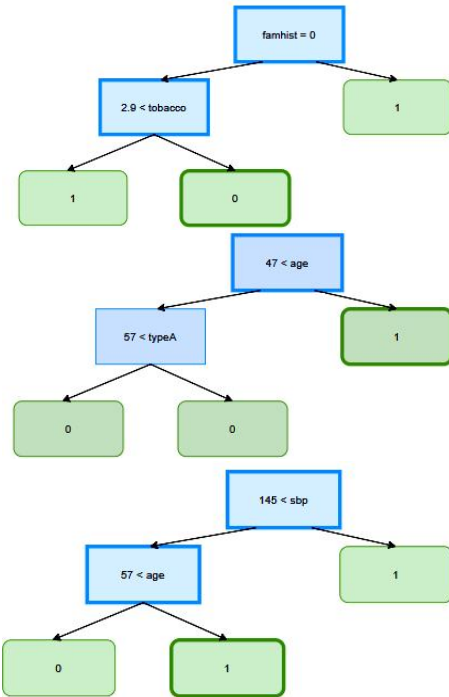 famhist = 0
2.9 < tobacco
1
1
0
47 < age
57 < typeA
1
0
0
145 < sbp
57 < age
1
0
1